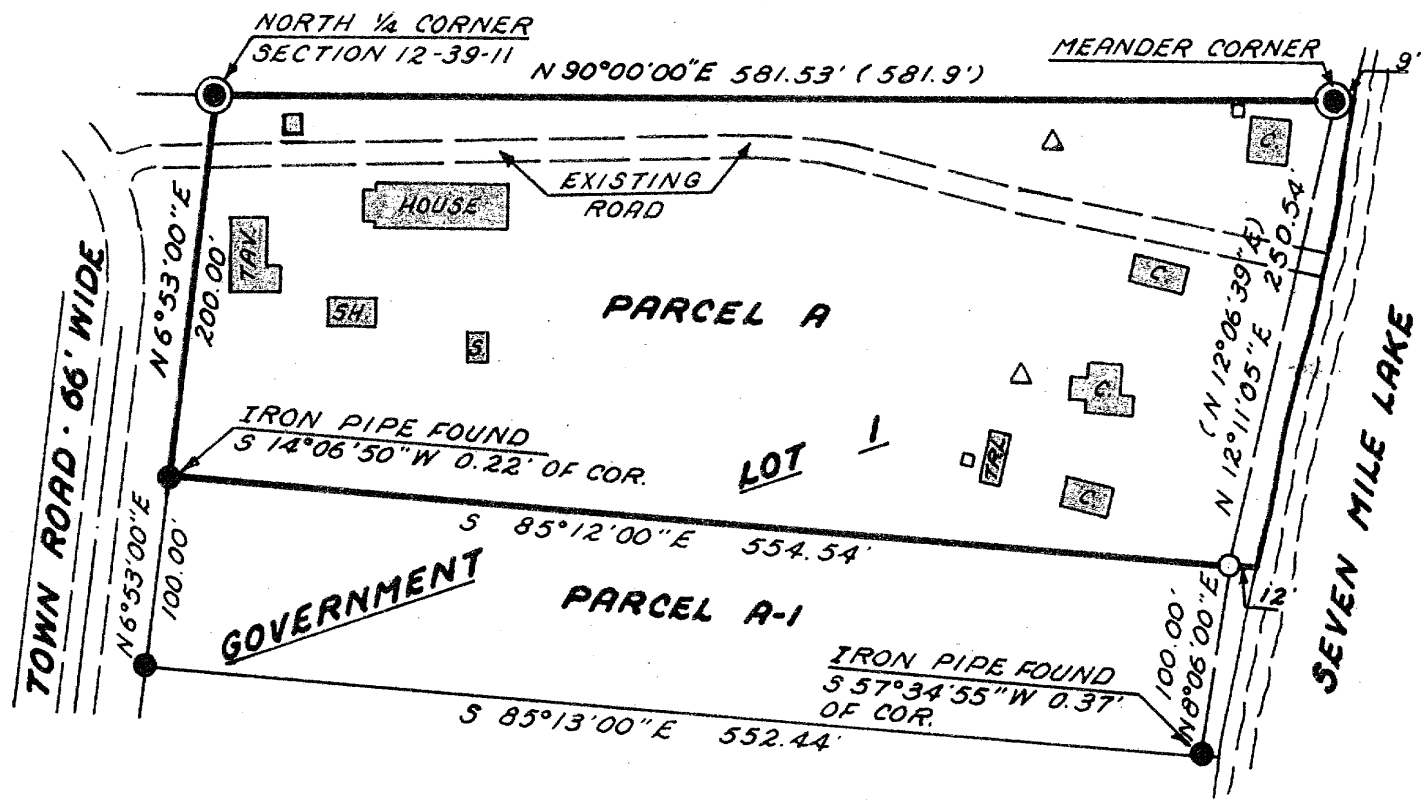 NORTH ¼ CORNER
SECTION 12-39-11
N 90°00'00"E 581.53' (581.9')
MEANDER CORNER
9'
C.
EXISTING
ROAD
HOUSE
TAV.
N6°53'00"E
200.00'
SH.
S.
PARCEL A
C.
(N 12°06'39"E)
N 12°11'05"E 250.54'
C.
TRL
C.
LOT 1
TOWN ROAD · 66' WIDE
SEVEN MILE LAKE
IRON PIPE FOUND
S 14°06'50"W 0.22' OF COR.
S 85°12'00"E 554.54'
12'
N6°53'00"E
100.00'
GOVERNMENT
PARCEL A-1
100.00'
N8°06'00"E
IRON PIPE FOUND
S 57°34'55"W 0.37'
OF COR.
S 85°13'00"E 552.44'